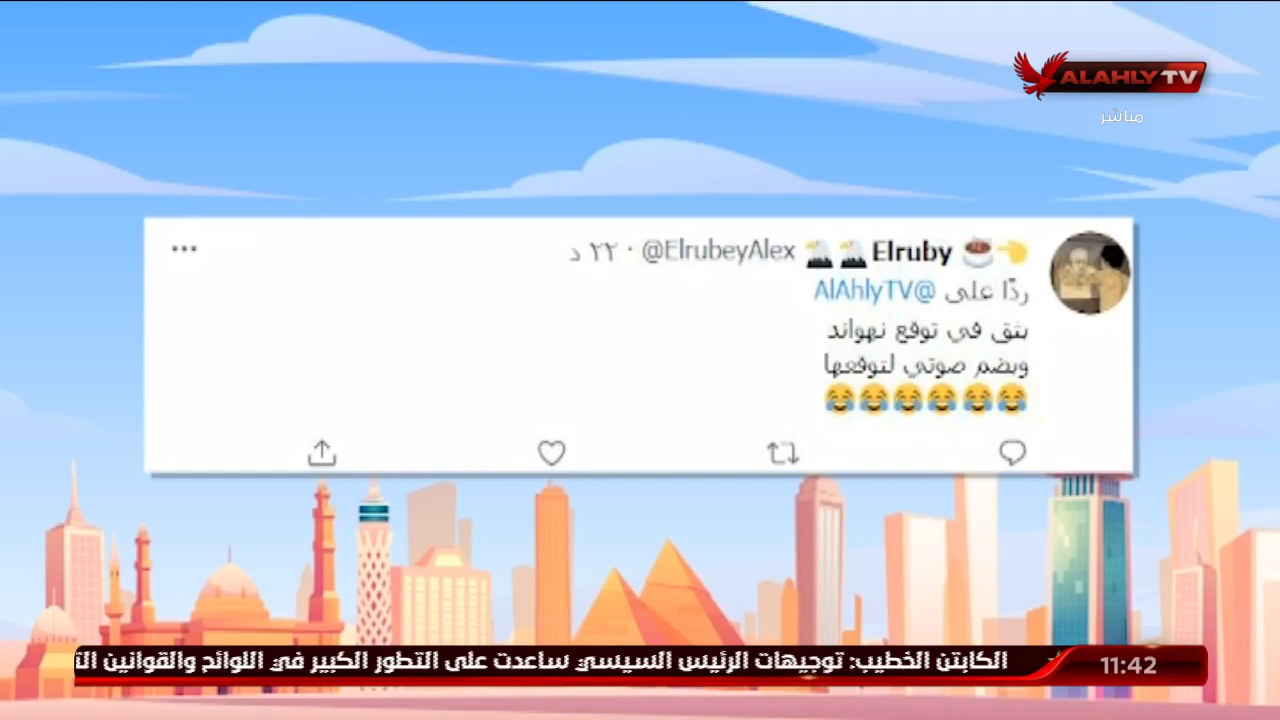 ALAHLY TV
مباشر
Elruby @ElrubeyAlex · ٢٢ د
ردًا على @AlAhlyTV
بثق في توقع نهواند
وبضم صوتي لتوقعها
😂😂😂😂😂😂
11:42
الكابتن الخطيب: توجيهات الرئيس السيسي ساعدت على التطور الكبير في اللوائح والقوانين